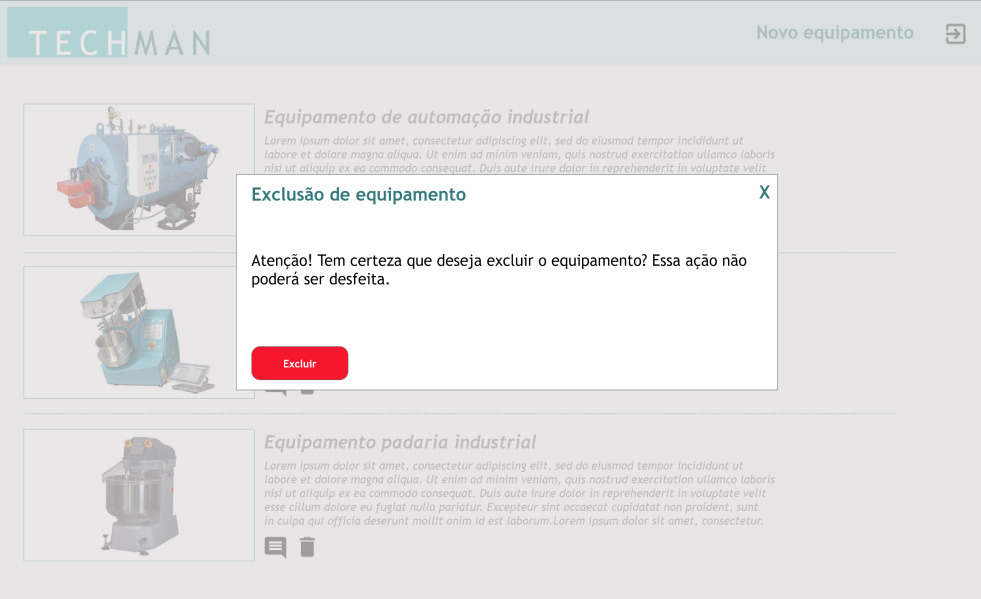 TECHMAN
Novo equipamento
Equipamento de automação industrial
Lorem ipsum dolor sit amet, consectetur adipiscing elit, sed do eiusmod tempor incididunt ut
labore et dolore magna aliqua. Ut enim ad minim veniam, quis nostrud exercitation ullamco laboris
nisi ut aliquip ex ea commodo consequat. Duis aute irure dolor in reprehenderit in voluptate velit
Exclusão de equipamento
X
Atenção! Tem certeza que deseja excluir o equipamento? Essa ação não
poderá ser desfeita.
Excluir
Equipamento padaria industrial
Lorem ipsum dolor sit amet, consectetur adipiscing elit, sed do eiusmod tempor incididunt ut
labore et dolore magna aliqua. Ut enim ad minim veniam, quis nostrud exercitation ullamco laboris
nisi ut aliquip ex ea commodo consequat. Duis aute irure dolor in reprehenderit in voluptate velit
esse cillum dolore eu fugiat nulla pariatur. Excepteur sint occaecat cupidatat non proident, sunt
in culpa qui officia deserunt mollit anim id est laborum.Lorem ipsum dolor sit amet, consectetur.